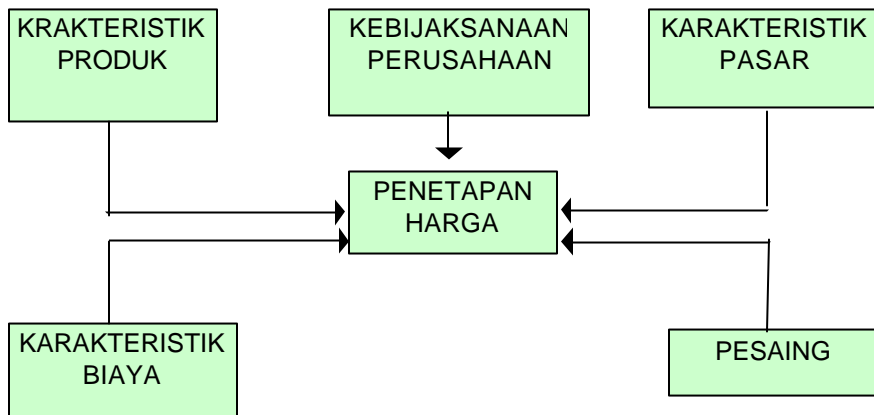 KRAKTERISTIK
PRODUK
KEBIJAKSANAAN
PERUSAHAAN
KARAKTERISTIK
PASAR
PENETAPAN
HARGA
KARAKTERISTIK
BIAYA
PESAING